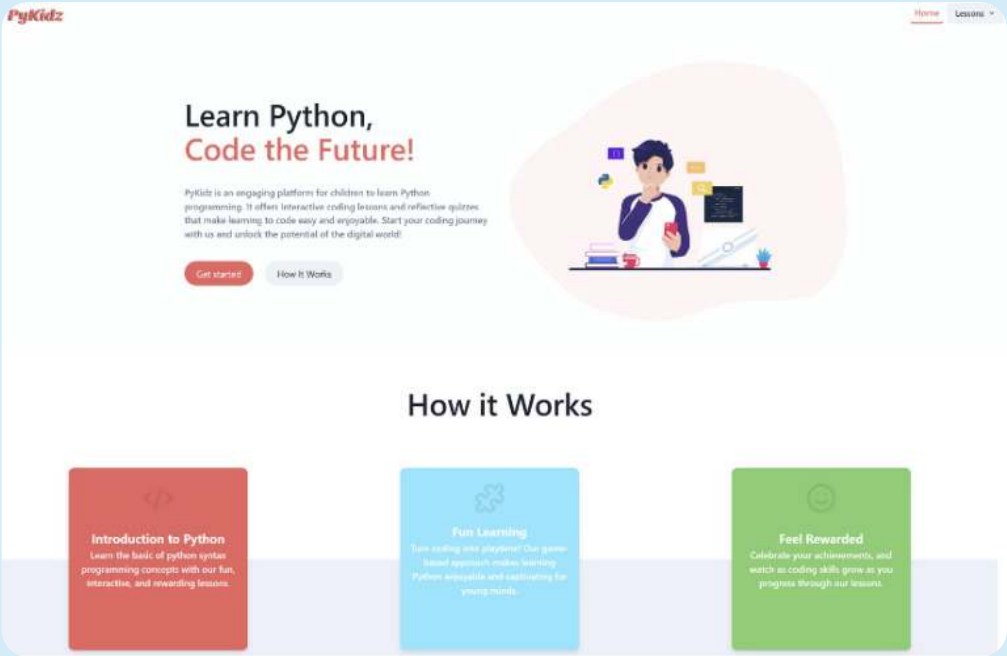 PyKidz
Home Lessons
Learn Python,
Code the Future!
PyKidz is an engaging platform for children to learn Python
programming. It offers interactive coding lessons and reflective quizzes
that make learning to code easy and enjoyable. Start your coding journey
with us and unlock the potential of the digital world!
Get started How It Works
How it Works
</>
Introduction to Python
Learn the basic of python syntax
programming concepts with our fun,
interactive, and rewarding lessons.
Fun Learning
Turn coding into playtime! Our game-
based approach makes learning
Python enjoyable and captivating for
young minds.
Feel Rewarded
Celebrate your achievements, and
watch as coding skills grow as you
progress through our lessons.